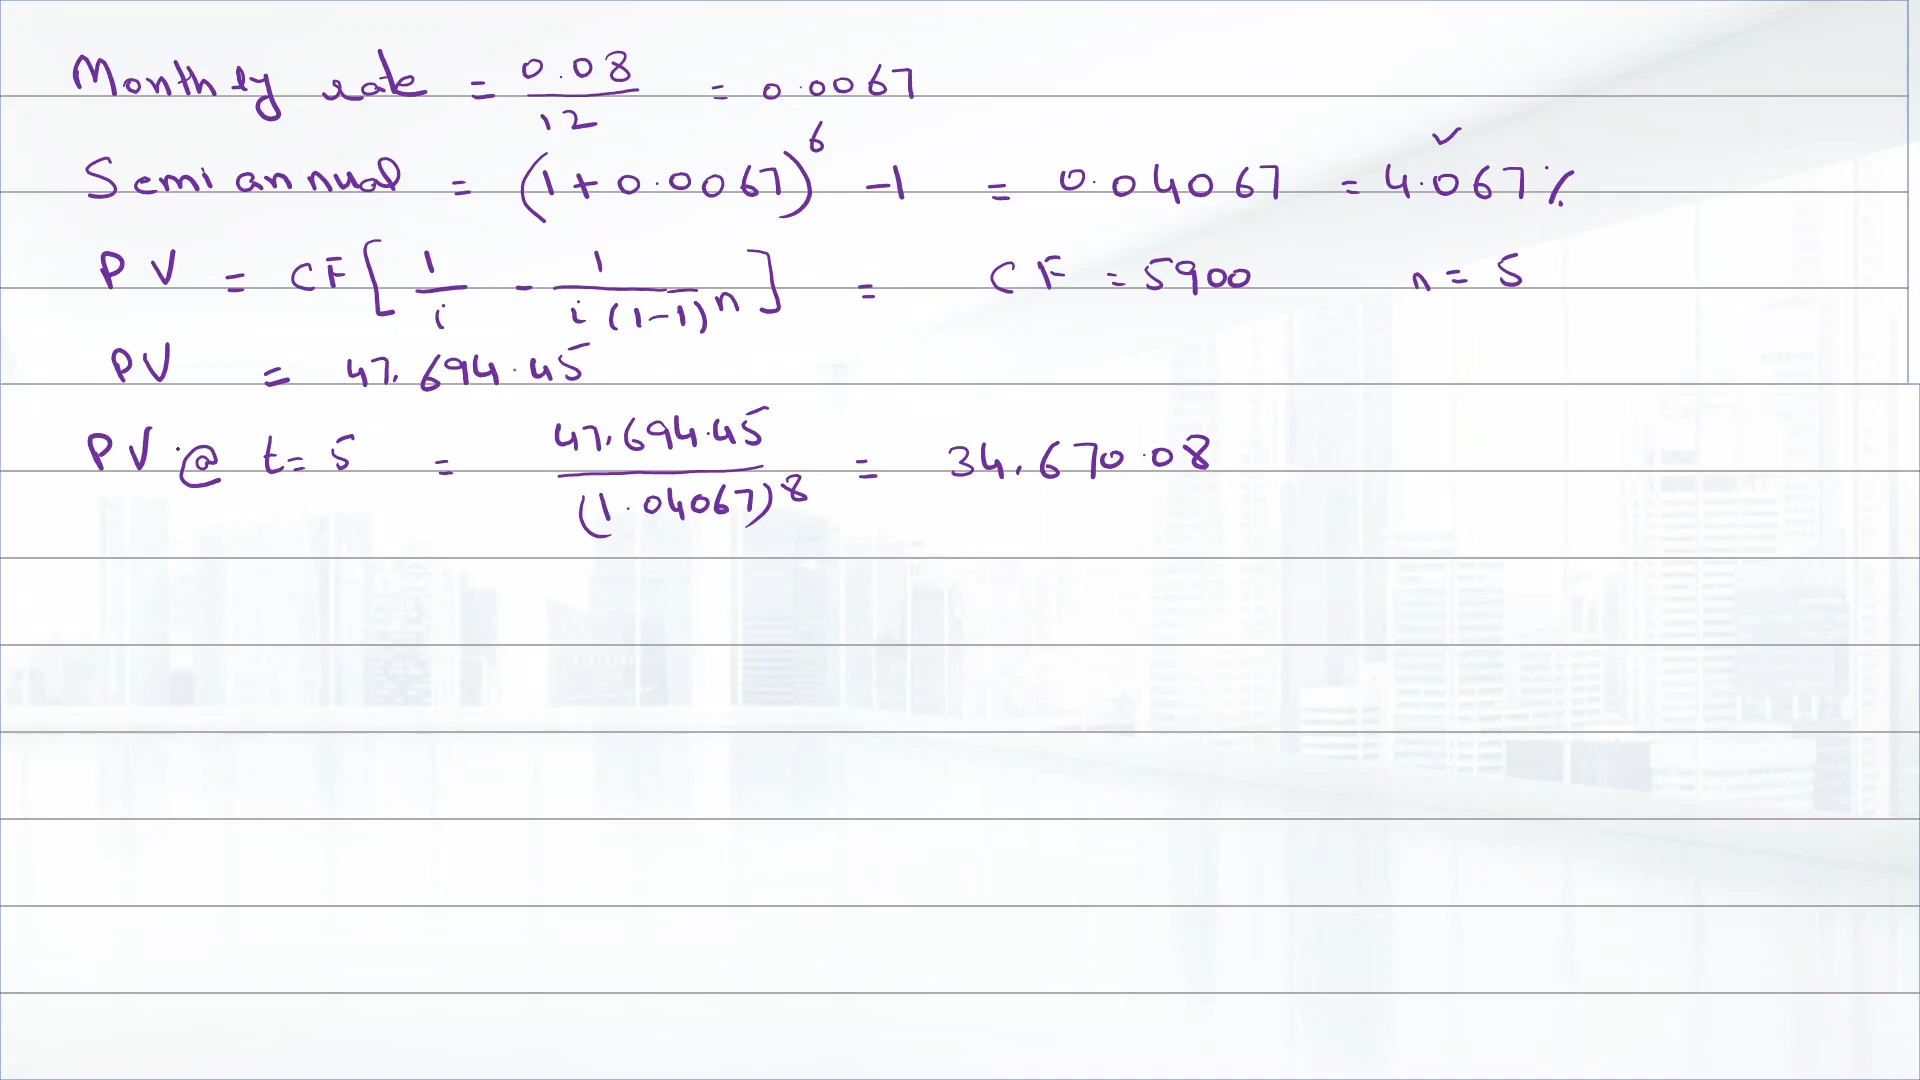 Monthly rate = 0.08 / 12 = 0.0067
Semi annual = (1+0.0067)^6 -1 = 0.04067 = 4.067% ✓
PV = CF[1/i - 1/i(1-1)^n] = CF = 5900 n = 5
PV = 47,694.45
PV @ t= 5 = 47,694.45 / (1.04067)^8 = 34,670.08